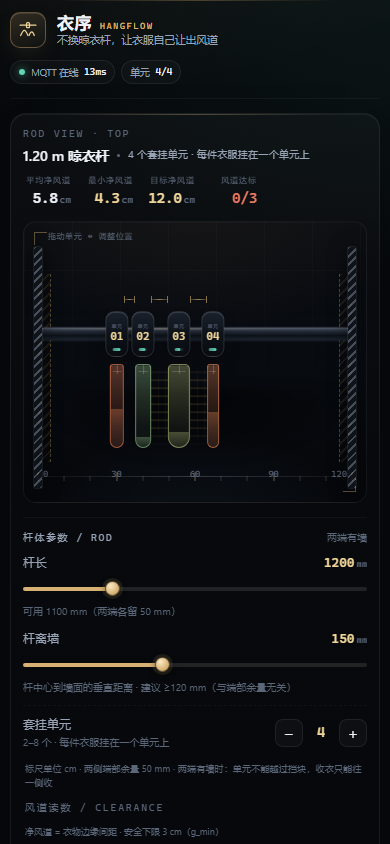 衣序 HANGFLOW
不换晾衣杆，让衣服自己让出风道
MQTT 在线 13ms 单元 4/4
ROD VIEW · TOP
1.20 m 晾衣杆 • 4 个套挂单元 · 每件衣服挂在一个单元上
平均净风道 最小净风道 目标净风道 风道达标
5.8cm 4.3cm 12.0cm 0/3
拖动单元 ↔ 调整位置
单元 单元 单元 单元
01 02 03 04
0 30 60 90 120
杆体参数 / ROD 两端有墙
杆长 1200mm
可用 1100 mm（两端各留 50 mm）
杆离墙 150mm
杆中心到墙面的垂直距离 · 建议 ≥120 mm（与端部余量无关）
套挂单元
2–8 个 · 每件衣服挂在一个单元上
− 4 +
标尺单位 cm · 两侧端部余量 50 mm · 两端有墙时：单元不能越过挡块，收衣只能往
一侧收
风道读数 / CLEARANCE
净风道 = 衣物边缘间距 · 安全下限 3 cm（g_min）